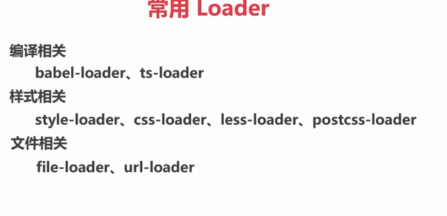 常用 Loader
编译相关
babel-loader、ts-loader
样式相关
style-loader、css-loader、less-loader、postcss-loader
文件相关
file-loader、url-loader